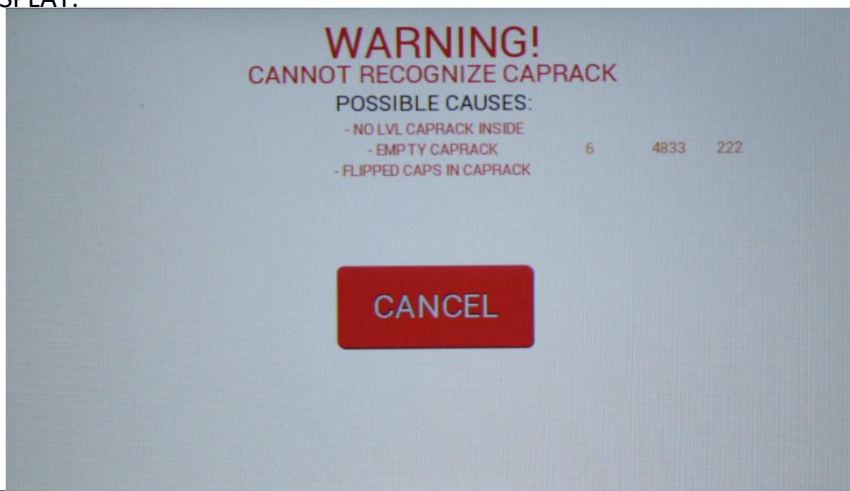 SPLAY:
WARNING!
CANNOT RECOGNIZE CAPRACK
POSSIBLE CAUSES:
- NO LVL CAPRACK INSIDE
- EMPTY CAPRACK 6 4833 222
- FLIPPED CAPS IN CAPRACK
CANCEL